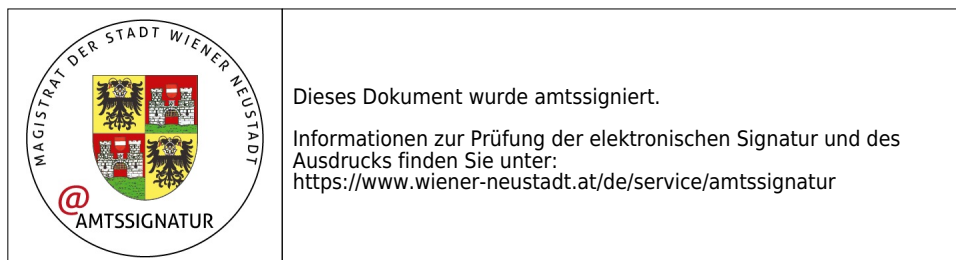 MAGISTRAT DER STADT WIENER NEUSTADT
@
AMTSSIGNATUR
Dieses Dokument wurde amtssigniert.
Informationen zur Prüfung der elektronischen Signatur und des
Ausdrucks finden Sie unter:
https://www.wiener-neustadt.at/de/service/amtssignatur